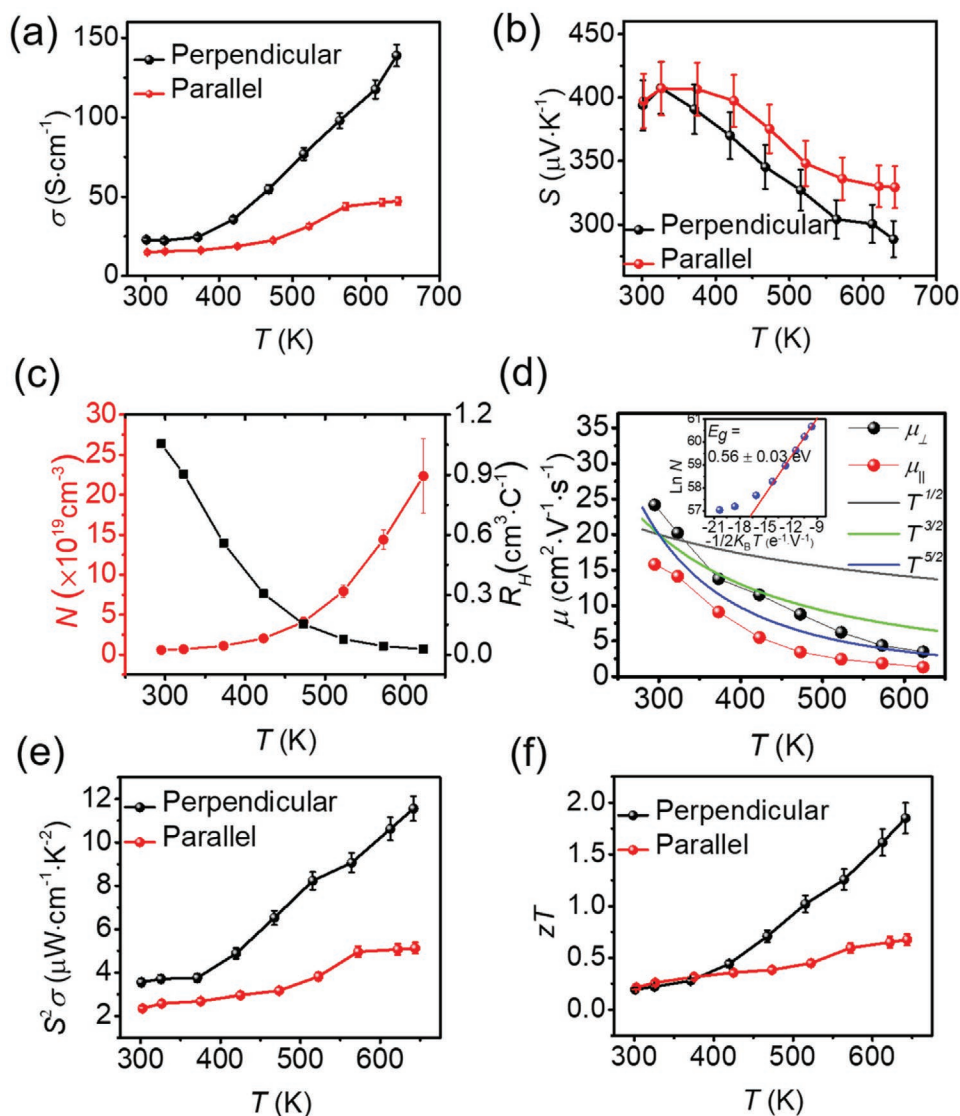 (a)
150
100
50
0
σ (S·cm⁻¹)
Perpendicular
Parallel
300 400 500 600 700
T (K)
(b)
450
400
350
300
S (μV·K⁻¹)
Perpendicular
Parallel
300 400 500 600 700
T (K)
(c)
30
25
20
15
10
5
0
N (×10¹⁹cm⁻³)
1.2
0.9
0.6
0.3
0.0
R_H (cm³·C⁻¹)
300 400 500 600
T (K)
(d)
35
30
25
20
15
10
5
0
μ (cm²·V⁻¹·s⁻¹)
61
60
59
58
57
Ln N
Eg =
0.56 ± 0.03 eV
-21 -18 -15 -12 -9
-1/2K_B T (e⁻¹·V⁻¹)
μ⊥
μ||
T^1/2
T^3/2
T^5/2
300 400 500 600
T (K)
(e)
12
10
8
6
4
2
S²σ (μW·cm⁻¹·K⁻²)
Perpendicular
Parallel
300 400 500 600
T (K)
(f)
2.0
1.5
1.0
0.5
0.0
zT
Perpendicular
Parallel
300 400 500 600
T (K)